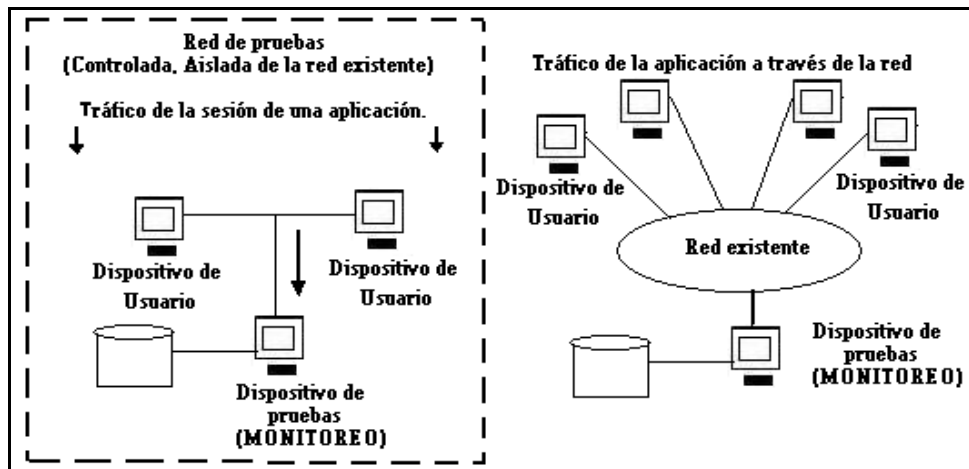 Red de pruebas
(Controlada, Aislada de la red existente)
Tráfico de la sesión de una aplicación.
Dispositivo de
Usuario
Dispositivo de
Usuario
Dispositivo de
pruebas
(MONITOREO)
Tráfico de la aplicación a través de la red
Dispositivo de
Usuario
Dispositivo de
Usuario
Red existente
Dispositivo de
pruebas
(MONITOREO)